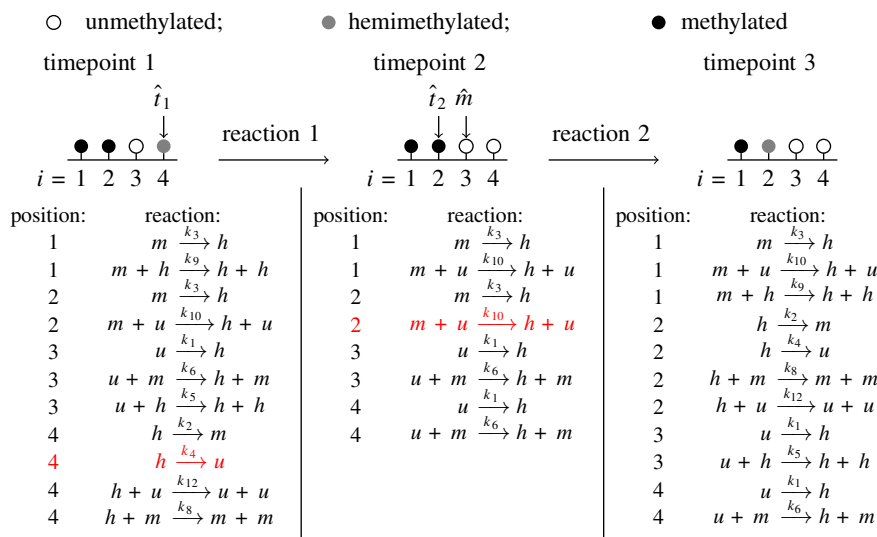 unmethylated; hemimethylated; methylated
timepoint 1 timepoint 2 timepoint 3
t̂₁ t̂₂ m̂
reaction 1 reaction 2
i = 1 2 3 4 i = 1 2 3 4 i = 1 2 3 4
position: reaction: position: reaction: position: reaction:
1 m —k₃→ h 1 m —k₃→ h 1 m —k₃→ h
1 m + h —k₉→ h + h 1 m + u —k₁₀→ h + u 1 m + u —k₁₀→ h + u
2 m —k₃→ h 2 m —k₃→ h 1 m + h —k₉→ h + h
2 m + u —k₁₀→ h + u 2 m + u —k₁₀→ h + u 2 h —k₂→ m
3 u —k₁→ h 3 u —k₁→ h 2 h —k₄→ u
3 u + m —k₆→ h + m 3 u + m —k₆→ h + m 2 h + m —k₈→ m + m
3 u + h —k₅→ h + h 4 u —k₁→ h 2 h + u —k₁₂→ u + u
4 h —k₂→ m 4 u + m —k₆→ h + m 3 u —k₁→ h
4 h —k₄→ u 3 u + h —k₅→ h + h
4 h + u —k₁₂→ u + u 4 u —k₁→ h
4 h + m —k₈→ m + m 4 u + m —k₆→ h + m